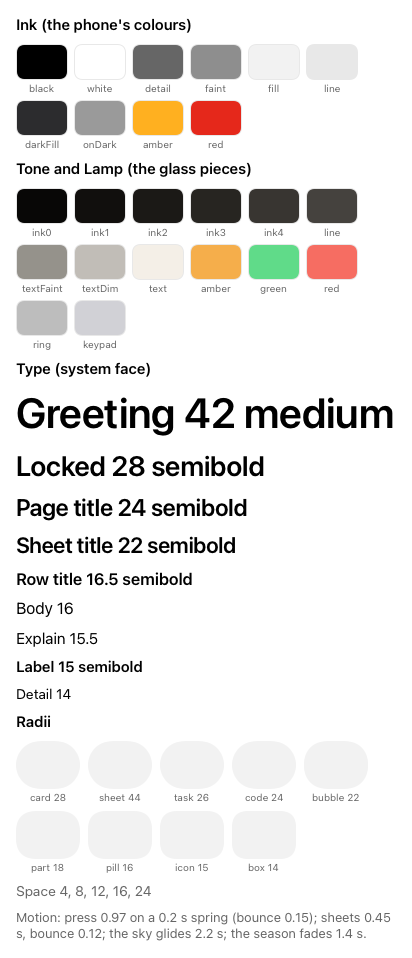 Ink (the phone's colours)
black white detail faint fill line
darkFill onDark amber red
Tone and Lamp (the glass pieces)
ink0 ink1 ink2 ink3 ink4 line
textFaint textDim text amber green red
ring keypad
Type (system face)
Greeting 42 medium
Locked 28 semibold
Page title 24 semibold
Sheet title 22 semibold
Row title 16.5 semibold
Body 16
Explain 15.5
Label 15 semibold
Detail 14
Radii
card 28 sheet 44 task 26 code 24 bubble 22
part 18 pill 16 icon 15 box 14
Space 4, 8, 12, 16, 24
Motion: press 0.97 on a 0.2 s spring (bounce 0.15); sheets 0.45
s, bounce 0.12; the sky glides 2.2 s; the season fades 1.4 s.